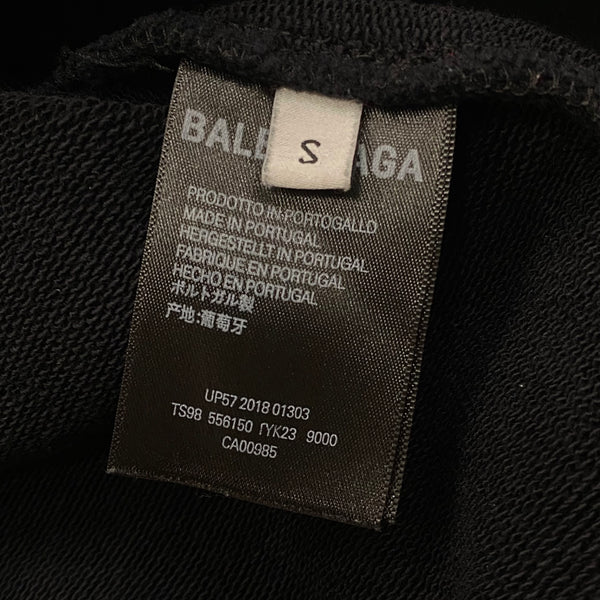 S
PRODOTTO IN PORTOGALLO
MADE IN PORTUGAL
HERGESTELLT IN PORTUGAL
FABRIQUE EN PORTUGAL
HECHO EN PORTUGAL
ポルトガル製
产地:葡萄牙
UP57 2018 01303
TS98 556150 TYK23 9000
CA00985